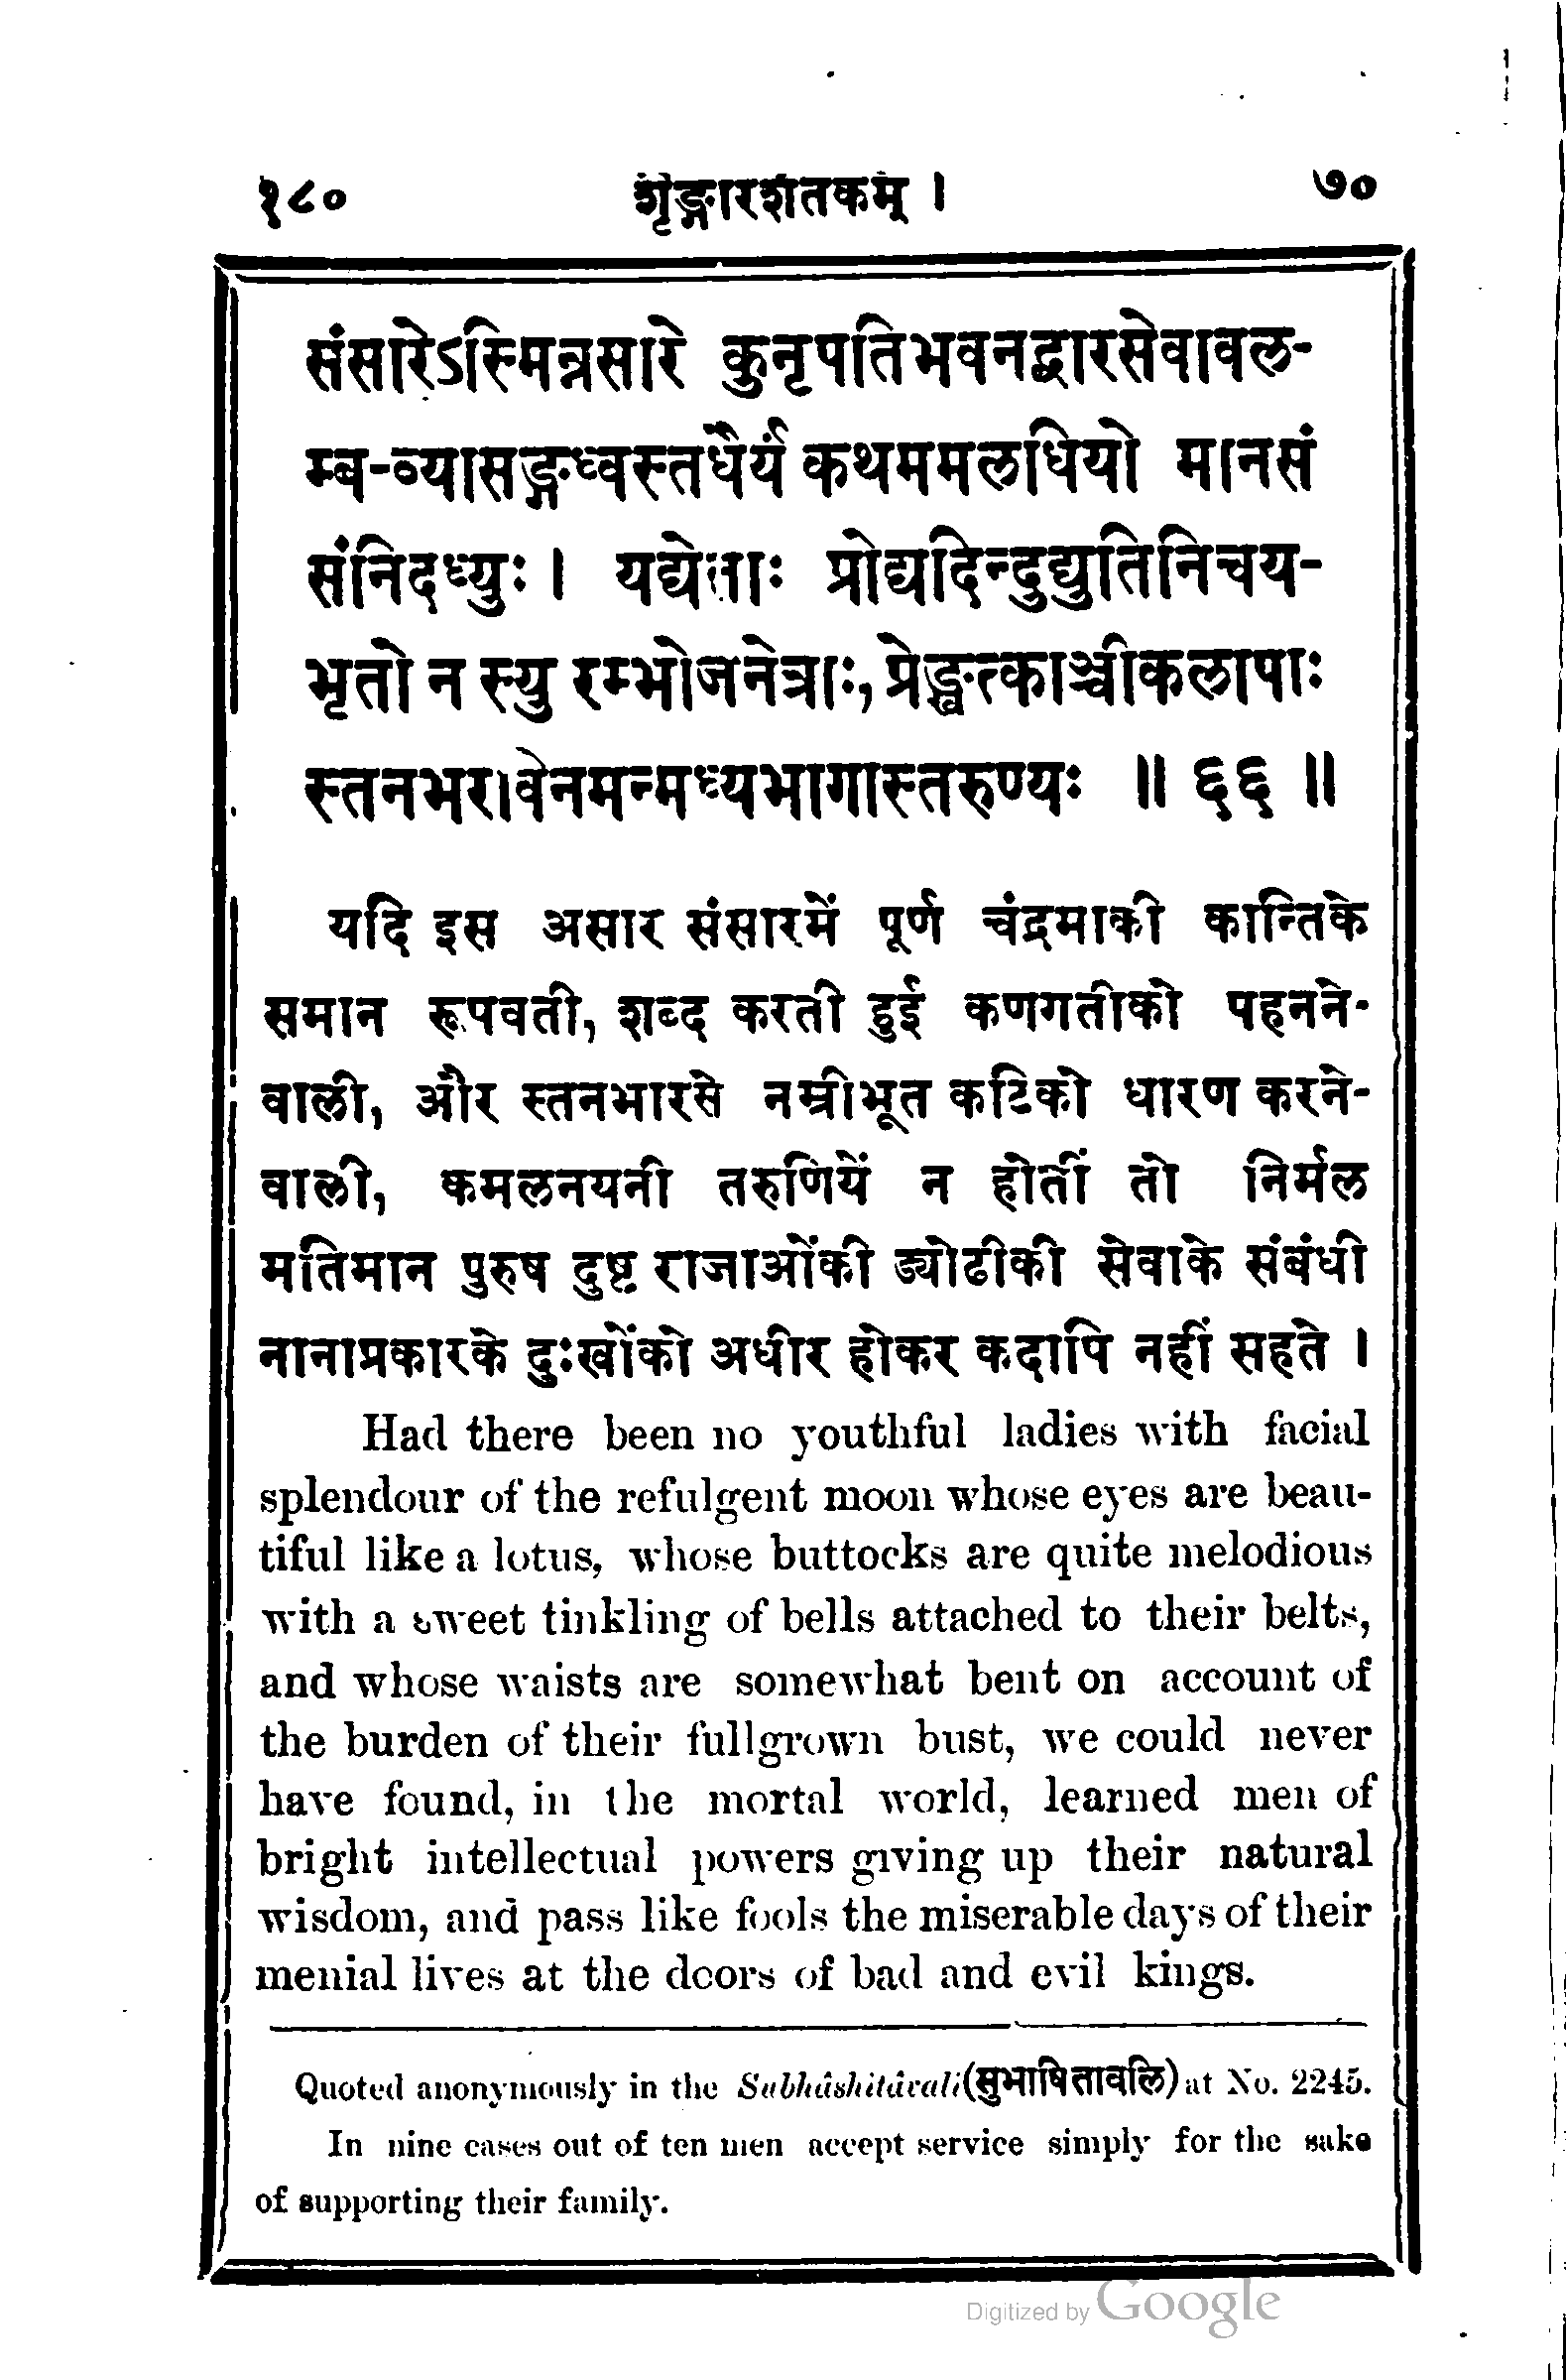 १८० शृङ्गारशतकम् । ७०
संसारेऽस्मिन्नसारे कुनृपतिभवनद्वारसेवावल-
म्ब-व्यासङ्गध्वस्तधैर्यं कथममलधियो मानसं
संनिदध्युः । यद्येताः प्रोद्यदिन्दुद्युतिनिचय-
भृतो न स्यु रम्भोजनेत्राः, प्रेङ्खत्काञ्चीकलापाः
स्तनभरविनमन्मध्यभागास्तरुण्यः ॥ ६६ ॥
यदि इस असार संसारमें पूर्ण चंद्रमाकी कान्तिके
समान रूपवती, शब्द करती हुई कणगतीको पहनने-
वाली, और स्तनभारसे नम्रीभूत कटिको धारण करने-
वाली, कमलनयनी तरुणियें न होतीं तो निर्मल
मतिमान पुरुष दुष्ट राजाओंकी ड्योढीकी सेवाके संबंधी
नानाप्रकारके दुःखोंको अधीर होकर कदापि नहीं सहते ।
Had there been no youthful ladies with facial
splendour of the refulgent moon whose eyes are beau-
tiful like a lotus, whose buttocks are quite melodious
with a sweet tinkling of bells attached to their belts,
and whose waists are somewhat bent on account of
the burden of their fullgrown bust, we could never
have found, in the mortal world, learned men of
bright intellectual powers giving up their natural
wisdom, and pass like fools the miserable days of their
menial lives at the doors of bad and evil kings.
Quoted anonymously in the Subhâshitâvali (सुभाषितावलि) at No. 2245.
In nine cases out of ten men accept service simply for the sake
of supporting their family.
Digitized by Google